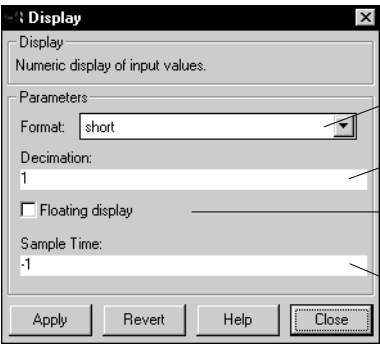 Display
Display
Numeric display of input values.
Parameters
Format: short
Decimation:
1
Floating display
Sample Time:
-1
Apply Revert Help Close